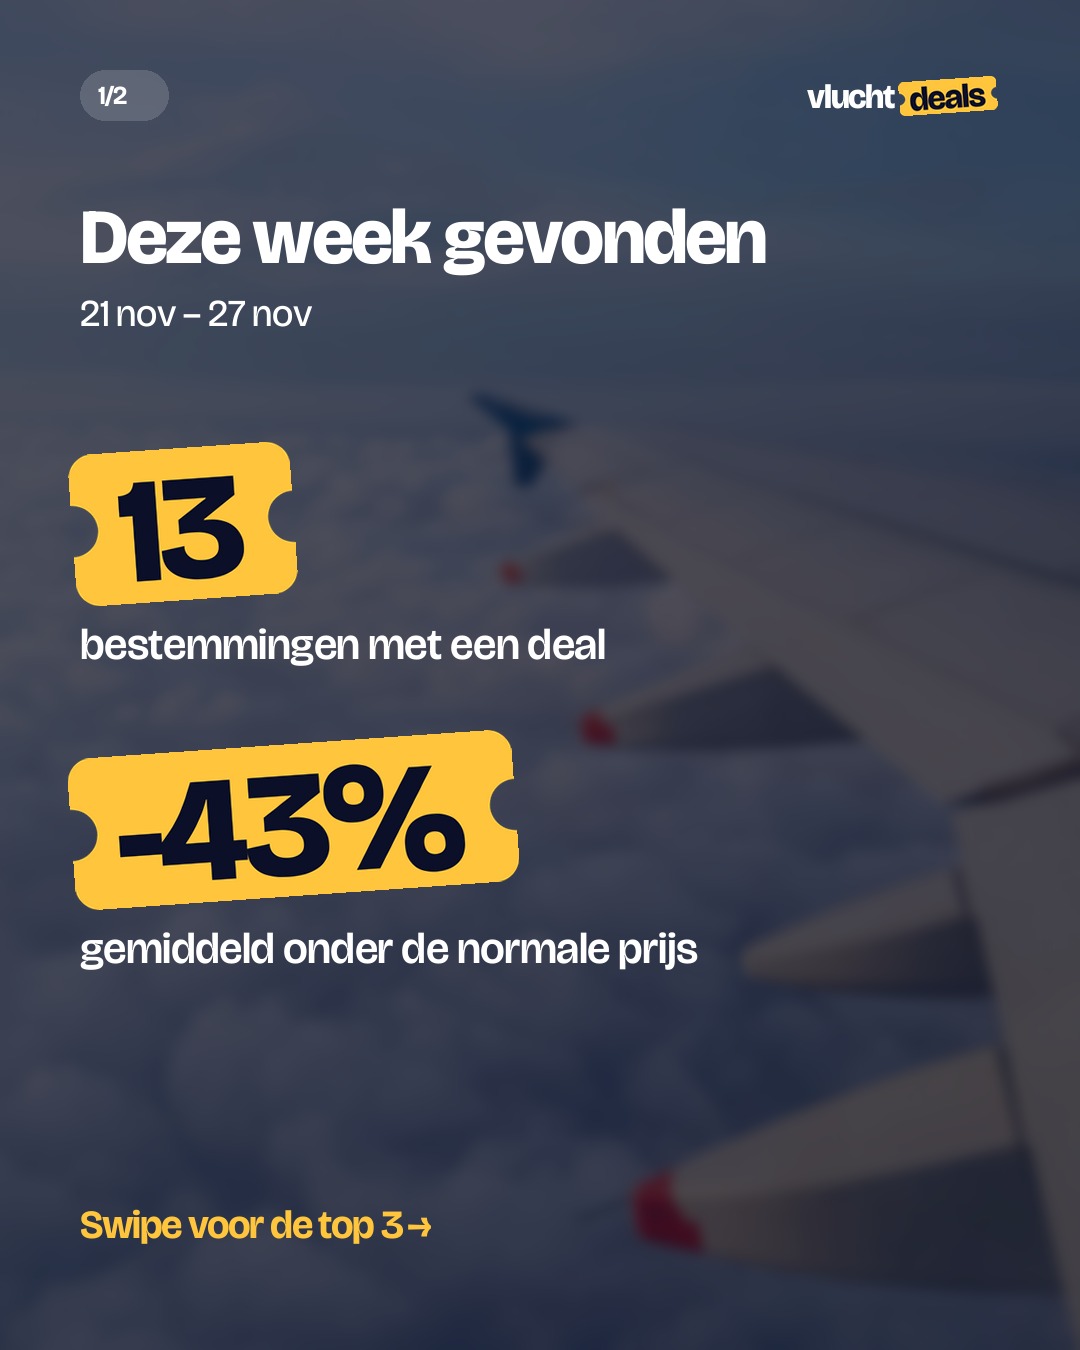 1/2
vlucht deals
Deze week gevonden
21 nov – 27 nov
13
bestemmingen met een deal
-43%
gemiddeld onder de normale prijs
Swipe voor de top 3 →